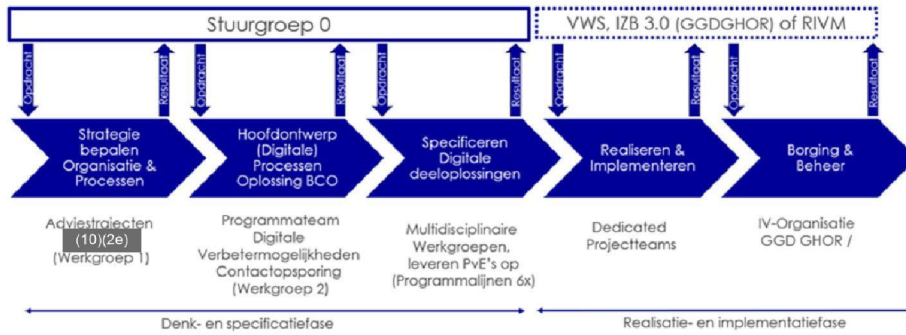 Stuurgroep 0
VWS, IZB 3.0 (GGDGHOR) of RIVM
Opdracht
Resultaat
Opdracht
Resultaat
Opdracht
Resultaat
Opdracht
Resultaat
Opdracht
Resultaat
Strategie
bepalen
Organisatie &
Processen
Hoofdontwerp
(Digitale)
Processen
Oplossing BCO
Specificeren
Digitale
deeloplossingen
Realiseren &
Implementeren
Borging &
Beheer
Adviestrajecten
(10)(2e)
(Werkgroep 1)
Programmateam
Digitale
Verbetermogelijkheden
Contactopsporing
(Werkgroep 2)
Multidisciplinaire
Werkgroepen,
leveren PvE's op
(Programmalijnen 6x)
Dedicated
Projectteams
IV-Organisatie
GGD GHOR /
Denk- en specificatiefase
Realisatie- en implementatiefase